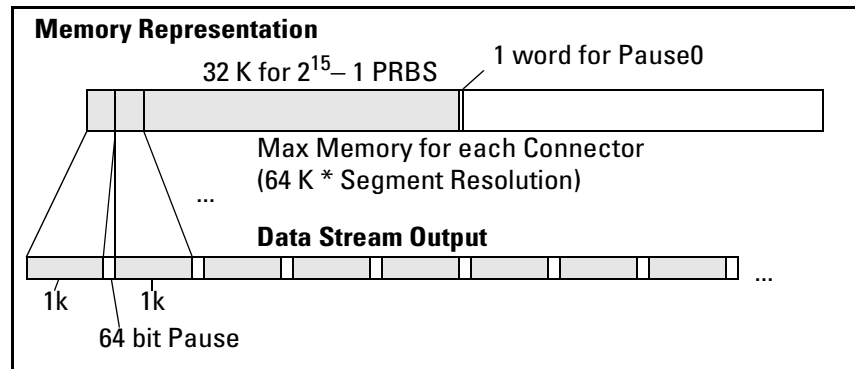 Memory Representation
32 K for 2¹⁵– 1 PRBS
1 word for Pause0
Max Memory for each Connector
(64 K * Segment Resolution)
...
Data Stream Output
...
1k
1k
64 bit Pause